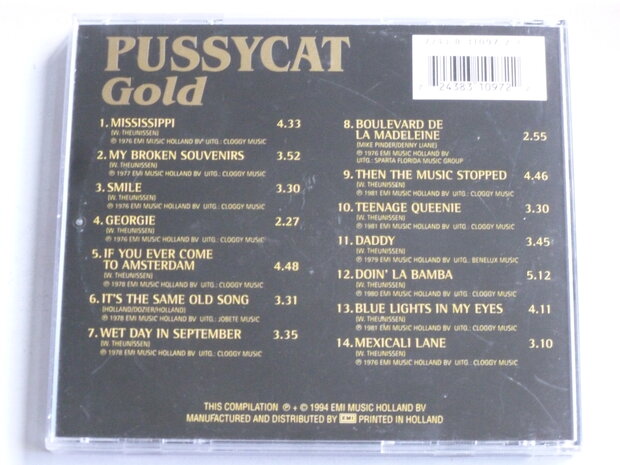 PUSSYCAT
Gold
1. MISSISSIPPI 4.33
(W. THEUNISSEN)
℗ 1976 EMI MUSIC HOLLAND BV UITG.: CLOGGY MUSIC
2. MY BROKEN SOUVENIRS 3.52
(W. THEUNISSEN)
℗ 1977 EMI MUSIC HOLLAND BV UITG.: CLOGGY MUSIC
3. SMILE 3.30
(W. THEUNISSEN)
℗ 1976 EMI MUSIC HOLLAND BV UITG.: CLOGGY MUSIC
4. GEORGIE 2.27
(W. THEUNISSEN)
℗ 1976 EMI MUSIC HOLLAND BV UITG.: CLOGGY MUSIC
5. IF YOU EVER COME
TO AMSTERDAM 4.48
(W. THEUNISSEN)
℗ 1978 EMI MUSIC HOLLAND BV UITG.: CLOGGY MUSIC
6. IT'S THE SAME OLD SONG 3.31
(HOLLAND/DOZIER/HOLLAND)
℗ 1978 EMI MUSIC HOLLAND BV UITG.: JOBETE MUSIC
7. WET DAY IN SEPTEMBER 3.35
(W. THEUNISSEN)
℗ 1978 EMI MUSIC HOLLAND BV UITG.: CLOGGY MUSIC
7 24383 10972 2
8. BOULEVARD DE
LA MADELEINE 2.55
(MIKE PINDER/DENNY LIANE)
℗ 1976 EMI MUSIC HOLLAND BV
UITG.: SPARTA FLORIDA MUSIC GROUP
9. THEN THE MUSIC STOPPED 4.46
(W. THEUNISSEN)
℗ 1981 EMI MUSIC HOLLAND BV UITG.: CLOGGY MUSIC
10. TEENAGE QUEENIE 3.30
(W. THEUNISSEN)
℗ 1981 EMI MUSIC HOLLAND BV UITG.: CLOGGY MUSIC
11. DADDY 3.45
(W. THEUNISSEN)
℗ 1979 EMI MUSIC HOLLAND BV UITG.: BENELUX MUSIC
12. DOIN' LA BAMBA 5.12
(W. THEUNISSEN)
℗ 1980 EMI MUSIC HOLLAND BV UITG.: CLOGGY MUSIC
13. BLUE LIGHTS IN MY EYES 4.11
(W. THEUNISSEN)
℗ 1981 EMI MUSIC HOLLAND BV UITG.: CLOGGY MUSIC
14. MEXICALI LANE 3.10
(W. THEUNISSEN)
℗ 1976 EMI MUSIC HOLLAND BV UITG.: CLOGGY MUSIC
THIS COMPILATION ℗ + © 1994 EMI MUSIC HOLLAND BV
MANUFACTURED AND DISTRIBUTED BY EMI PRINTED IN HOLLAND